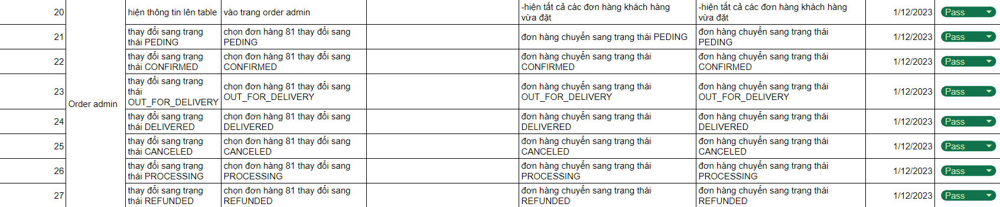 20
hiện thông tin lên table
vào trang order admin
-hiện tất cả các đơn hàng khách hàng
vừa đặt
-hiện tất cả các đơn hàng khách hàng
vừa đặt
1/12/2023
Pass
21
thay đổi sang trạng
thái PEDING
chọn đơn hàng 81 thay đổi sang
PEDING
đơn hàng chuyển sang trạng thái PEDING
đơn hàng chuyển sang trạng thái
PEDING
1/12/2023
Pass
22
thay đổi sang trạng
thái CONFIRMED
chọn đơn hàng 81 thay đổi sang
CONFIRMED
đơn hàng chuyển sang trạng thái
CONFIRMED
đơn hàng chuyển sang trạng thái
CONFIRMED
1/12/2023
Pass
23
Order admin
thay đổi sang trạng
thái
OUT_FOR_DELIVERY
chọn đơn hàng 81 thay đổi sang
OUT_FOR_DELIVERY
đơn hàng chuyển sang trạng thái
OUT_FOR_DELIVERY
đơn hàng chuyển sang trạng thái
OUT_FOR_DELIVERY
1/12/2023
Pass
24
thay đổi sang trạng
thái DELIVERED
chọn đơn hàng 81 thay đổi sang
DELIVERED
đơn hàng chuyển sang trạng thái
DELIVERED
đơn hàng chuyển sang trạng thái
DELIVERED
1/12/2023
Pass
25
thay đổi sang trạng
thái CANCELED
chọn đơn hàng 81 thay đổi sang
CANCELED
đơn hàng chuyển sang trạng thái
CANCELED
đơn hàng chuyển sang trạng thái
CANCELED
1/12/2023
Pass
26
thay đổi sang trạng
thái PROCESSING
chọn đơn hàng 81 thay đổi sang
PROCESSING
đơn hàng chuyển sang trạng thái
PROCESSING
đơn hàng chuyển sang trạng thái
PROCESSING
1/12/2023
Pass
27
thay đổi sang trạng
thái REFUNDED
chọn đơn hàng 81 thay đổi sang
REFUNDED
đơn hàng chuyển sang trạng thái
REFUNDED
đơn hàng chuyển sang trạng thái
REFUNDED
1/12/2023
Pass